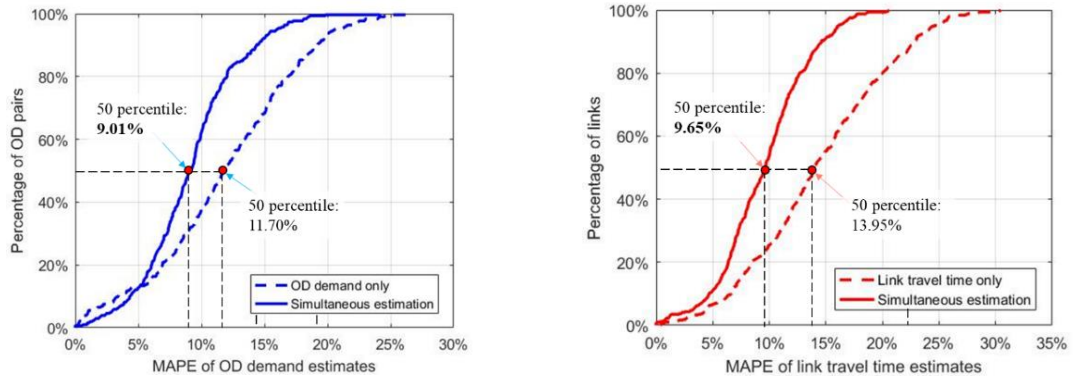 100%
80%
60%
40%
20%
0%
Percentage of OD pairs
50 percentile:
9.01%
50 percentile:
11.70%
OD demand only
Simultaneous estimation
0%
5%
10%
15%
20%
25%
30%
MAPE of OD demand estimates
100%
80%
60%
40%
20%
0%
Percentage of links
50 percentile:
9.65%
50 percentile:
13.95%
Link travel time only
Simultaneous estimation
0%
5%
10%
15%
20%
25%
30%
35%
MAPE of link travel time estimates